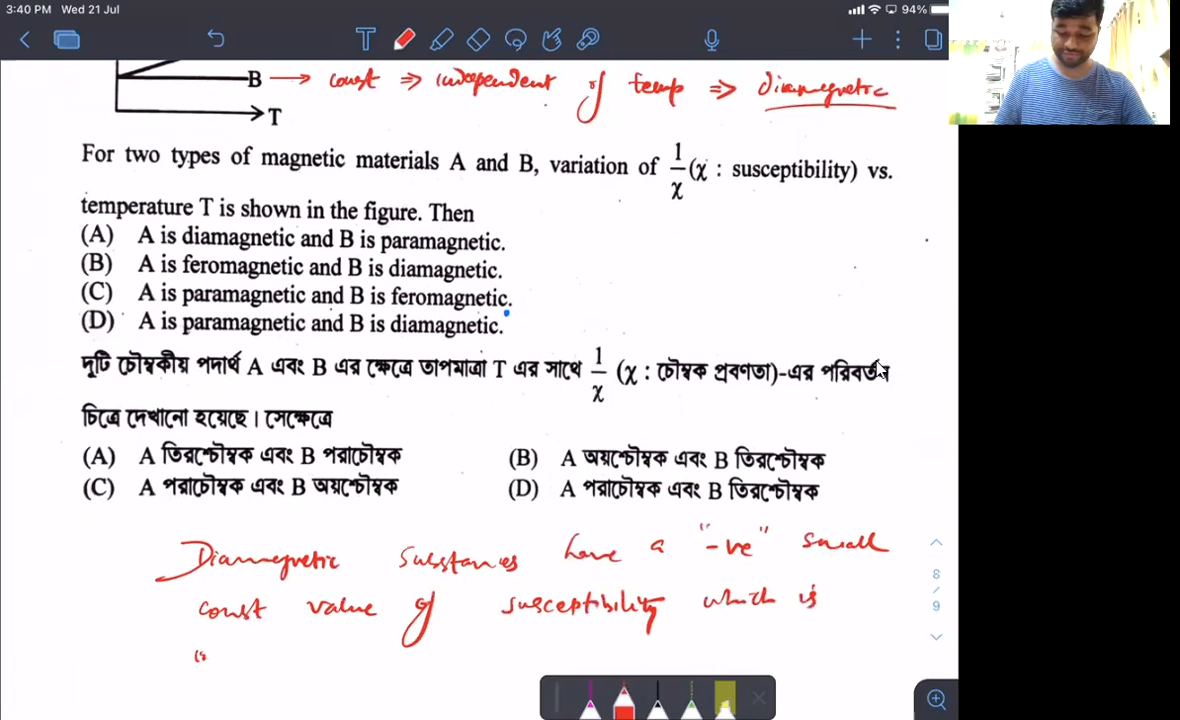 3:40 PM Wed 21 Jul
94%
B → const ⇒ independent of temp ⇒ diamagnetic
T
For two types of magnetic materials A and B, variation of 1/χ (χ : susceptibility) vs.
temperature T is shown in the figure. Then
(A) A is diamagnetic and B is paramagnetic.
(B) A is feromagnetic and B is diamagnetic.
(C) A is paramagnetic and B is feromagnetic.
(D) A is paramagnetic and B is diamagnetic.
দুটি চৌম্বকীয় পদার্থ A এবং B এর ক্ষেত্রে তাপমাত্রা T এর সাথে 1/χ (χ : চৌম্বক প্রবণতা)-এর পরিবর্তন
চিত্রে দেখানো হয়েছে। সেক্ষেত্রে
(A) A তিরশ্চৌম্বক এবং B পরাচৌম্বক (B) A অয়শ্চৌম্বক এবং B তিরশ্চৌম্বক
(C) A পরাচৌম্বক এবং B অয়শ্চৌম্বক (D) A পরাচৌম্বক এবং B তিরশ্চৌম্বক
Diamegnetic Substances have a "-ve" small
const value of susceptibility which is
8/9